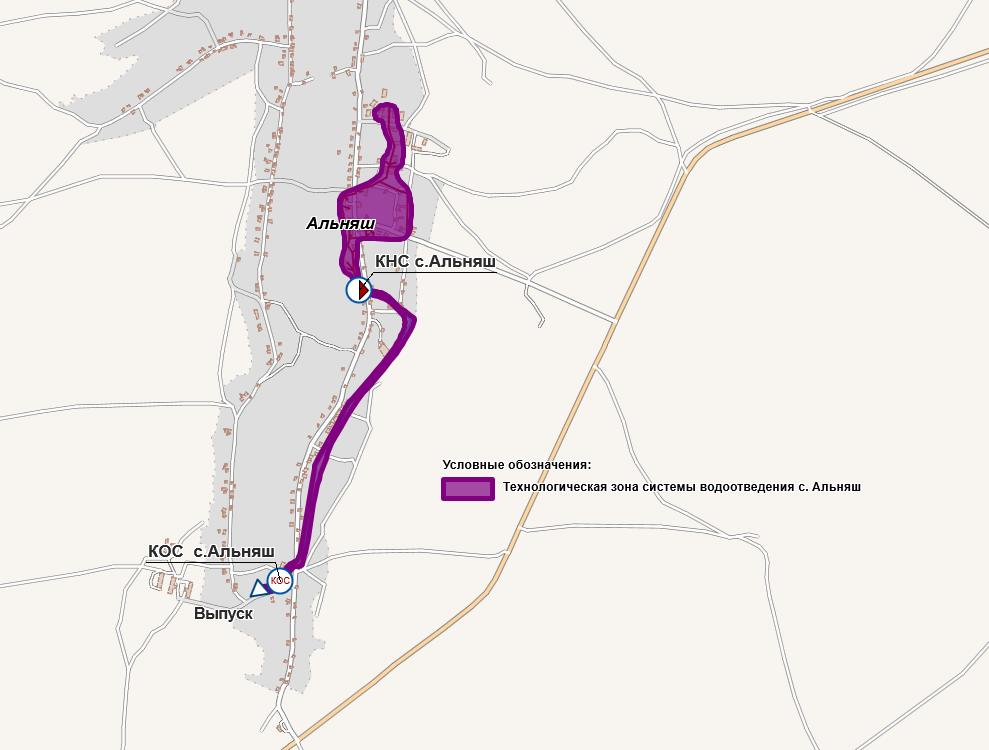 Альняш
КНС с.Альняш
Условные обозначения:
Технологическая зона системы водоотведения с. Альняш
КОС с.Альняш
КОС
Выпуск